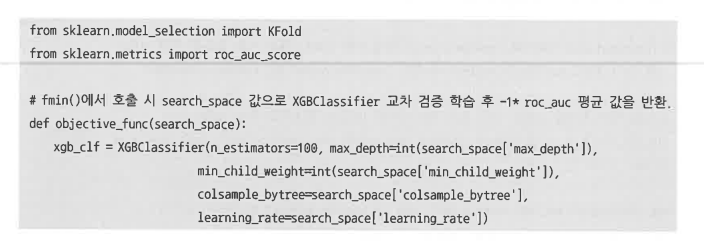 from sklearn.model_selection import KFold
from sklearn.metrics import roc_auc_score
# fmin()에서 호출 시 search_space 값으로 XGBClassifier 교차 검증 학습 후 -1* roc_auc 평균 값을 반환.
def objective_func(search_space):
    xgb_clf = XGBClassifier(n_estimators=100, max_depth=int(search_space['max_depth']),
                            min_child_weight=int(search_space['min_child_weight']),
                            colsample_bytree=search_space['colsample_bytree'],
                            learning_rate=search_space['learning_rate'])